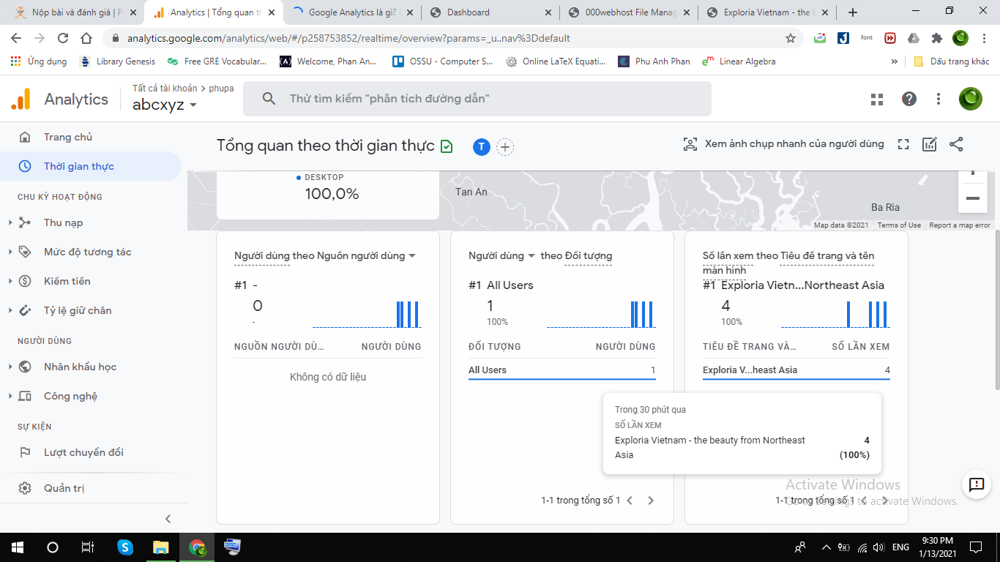 Nộp bài và đánh giá | P
Analytics | Tổng quan th
Google Analytics là gì?
Dashboard
000webhost File Manag
Exploria Vietnam - the b
analytics.google.com/analytics/web/#/p258753852/realtime/overview?params=_u..nav%3Ddefault
font
Ứng dụng
Library Genesis
Free GRE Vocabular...
Welcome, Phan An...
OSSU - Computer S...
Online LaTeX Equati...
Phu Anh Phan
Linear Algebra
»
Dấu trang khác
Analytics
Tất cả tài khoản > phupa
abcxyz
Thử tìm kiếm "phân tích đường dẫn"
Trang chủ
Thời gian thực
CHU KỲ HOẠT ĐỘNG
Thu nạp
Mức độ tương tác
Kiếm tiền
Tỷ lệ giữ chân
NGƯỜI DÙNG
Nhân khẩu học
Công nghệ
SỰ KIỆN
Lượt chuyển đổi
Quản trị
Tổng quan theo thời gian thực
T
Xem ảnh chụp nhanh của người dùng
DESKTOP
100,0%
Tan An
Ba Ria
Map data ©2021
Terms of Use
Report a map error
Người dùng theo Nguồn người dùng
#1 -
0
-
NGUỒN NGƯỜI DÙ...
NGƯỜI DÙNG
Không có dữ liệu
Người dùng theo Đối tượng
#1 All Users
1
100%
ĐỐI TƯỢNG
NGƯỜI DÙNG
All Users
1
1-1 trong tổng số 1
Số lần xem theo Tiêu đề trang và tên
màn hình
#1 Exploria Vietn...Northeast Asia
4
100%
TIÊU ĐỀ TRANG VÀ...
SỐ LẦN XEM
Exploria V...heast Asia
4
Trong 30 phút qua
SỐ LẦN XEM
Exploria Vietnam - the beauty from Northeast
Asia
4
(100%)
1-1 trong tổng số 1
Activate Windows
Go to Settings to activate Windows.
ENG
9:30 PM
1/13/2021